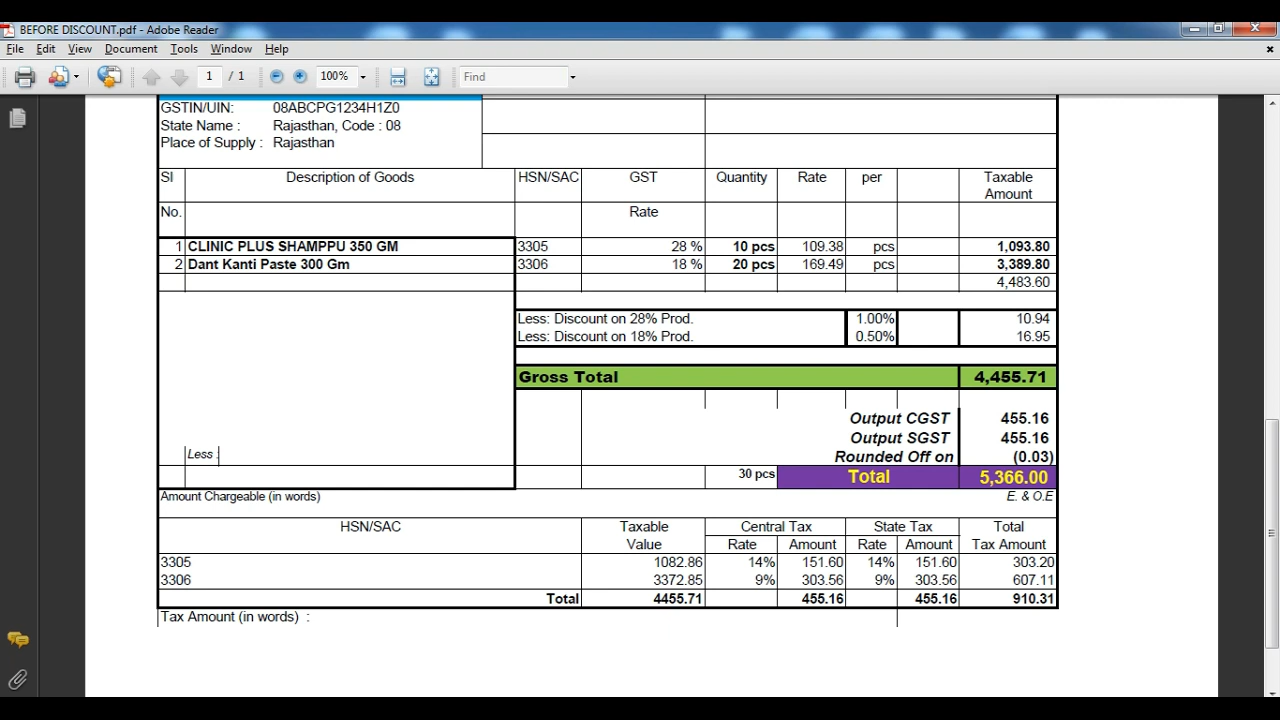 BEFORE DISCOUNT.pdf - Adobe Reader
File Edit View Document Tools Window Help
1 / 1 100% Find
GSTIN/UIN: 08ABCPG1234H1Z0
State Name : Rajasthan, Code : 08
Place of Supply : Rajasthan
SI Description of Goods HSN/SAC GST Quantity Rate per Taxable
Amount
No. Rate
1 CLINIC PLUS SHAMPPU 350 GM 3305 28 % 10 pcs 109.38 pcs 1,093.80
2 Dant Kanti Paste 300 Gm 3306 18 % 20 pcs 169.49 pcs 3,389.80
4,483.60
Less: Discount on 28% Prod. 1.00% 10.94
Less: Discount on 18% Prod. 0.50% 16.95
Gross Total 4,455.71
Output CGST 455.16
Output SGST 455.16
Less : Rounded Off on (0.03)
30 pcs Total 5,366.00
Amount Chargeable (in words) E. & O.E
HSN/SAC Taxable Central Tax State Tax Total
Value Rate Amount Rate Amount Tax Amount
3305 1082.86 14% 151.60 14% 151.60 303.20
3306 3372.85 9% 303.56 9% 303.56 607.11
Total 4455.71 455.16 455.16 910.31
Tax Amount (in words) :